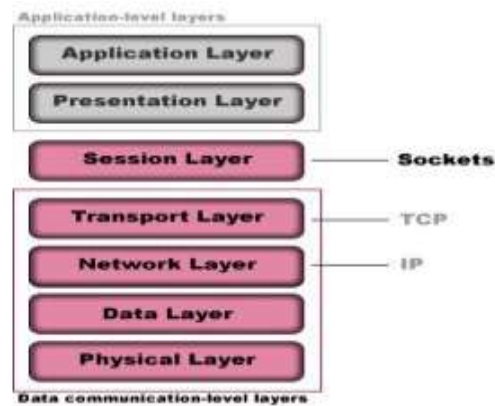 Application-level layers
Application Layer
Presentation Layer
Session Layer
Sockets
Transport Layer
TCP
Network Layer
IP
Data Layer
Physical Layer
Data communication-level layers